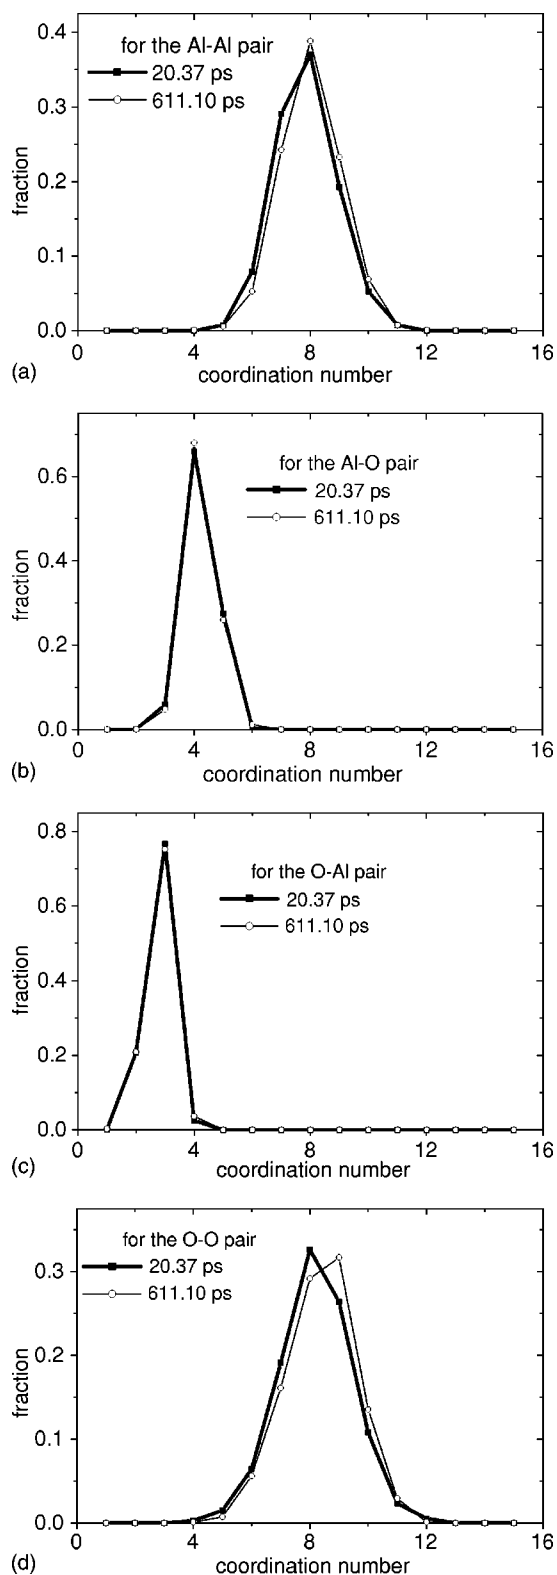 0.4
for the Al-Al pair
20.37 ps
611.10 ps
0.3
fraction
0.2
0.1
0.0
0 4 8 12 16
(a) coordination number
0.6
for the Al-O pair
20.37 ps
611.10 ps
0.4
fraction
0.2
0.0
0 4 8 12 16
(b) coordination number
0.8
for the O-Al pair
20.37 ps
611.10 ps
0.6
fraction
0.4
0.2
0.0
0 4 8 12 16
(c) coordination number
for the O-O pair
20.37 ps
611.10 ps
0.3
fraction
0.2
0.1
0.0
0 4 8 12 16
(d) coordination number